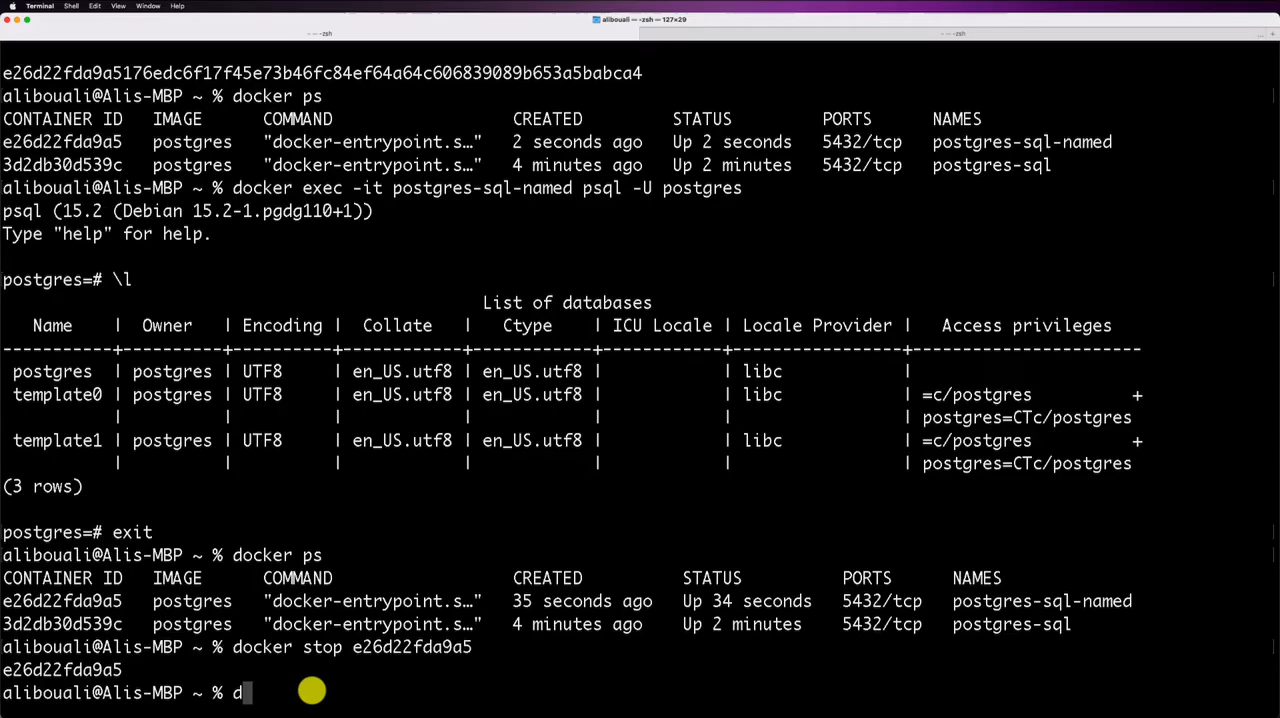 Terminal Shell Edit View Window Help
alibouali — -zsh — 127×29
~ — -zsh
~ — -zsh
e26d22fda9a5176edc6f17f45e73b46fc84ef64a64c606839089b653a5babca4
alibouali@Alis-MBP ~ % docker ps
CONTAINER ID   IMAGE      COMMAND                  CREATED         STATUS         PORTS      NAMES
e26d22fda9a5   postgres   "docker-entrypoint.s…"   2 seconds ago   Up 2 seconds   5432/tcp   postgres-sql-named
3d2db30d539c   postgres   "docker-entrypoint.s…"   4 minutes ago   Up 2 minutes   5432/tcp   postgres-sql
alibouali@Alis-MBP ~ % docker exec -it postgres-sql-named psql -U postgres
psql (15.2 (Debian 15.2-1.pgdg110+1))
Type "help" for help.
postgres=# \l
List of databases
   Name    |  Owner   | Encoding |  Collate   |   Ctype    | ICU Locale | Locale Provider |   Access privileges
-----------+----------+----------+------------+------------+------------+-----------------+-----------------------
 postgres  | postgres | UTF8     | en_US.utf8 | en_US.utf8 |            | libc            |
 template0 | postgres | UTF8     | en_US.utf8 | en_US.utf8 |            | libc            | =c/postgres          +
           |          |          |            |            |            |                 | postgres=CTc/postgres
 template1 | postgres | UTF8     | en_US.utf8 | en_US.utf8 |            | libc            | =c/postgres          +
           |          |          |            |            |            |                 | postgres=CTc/postgres
(3 rows)
postgres=# exit
alibouali@Alis-MBP ~ % docker ps
CONTAINER ID   IMAGE      COMMAND                  CREATED          STATUS          PORTS      NAMES
e26d22fda9a5   postgres   "docker-entrypoint.s…"   35 seconds ago   Up 34 seconds   5432/tcp   postgres-sql-named
3d2db30d539c   postgres   "docker-entrypoint.s…"   4 minutes ago    Up 2 minutes    5432/tcp   postgres-sql
alibouali@Alis-MBP ~ % docker stop e26d22fda9a5
e26d22fda9a5
alibouali@Alis-MBP ~ % d